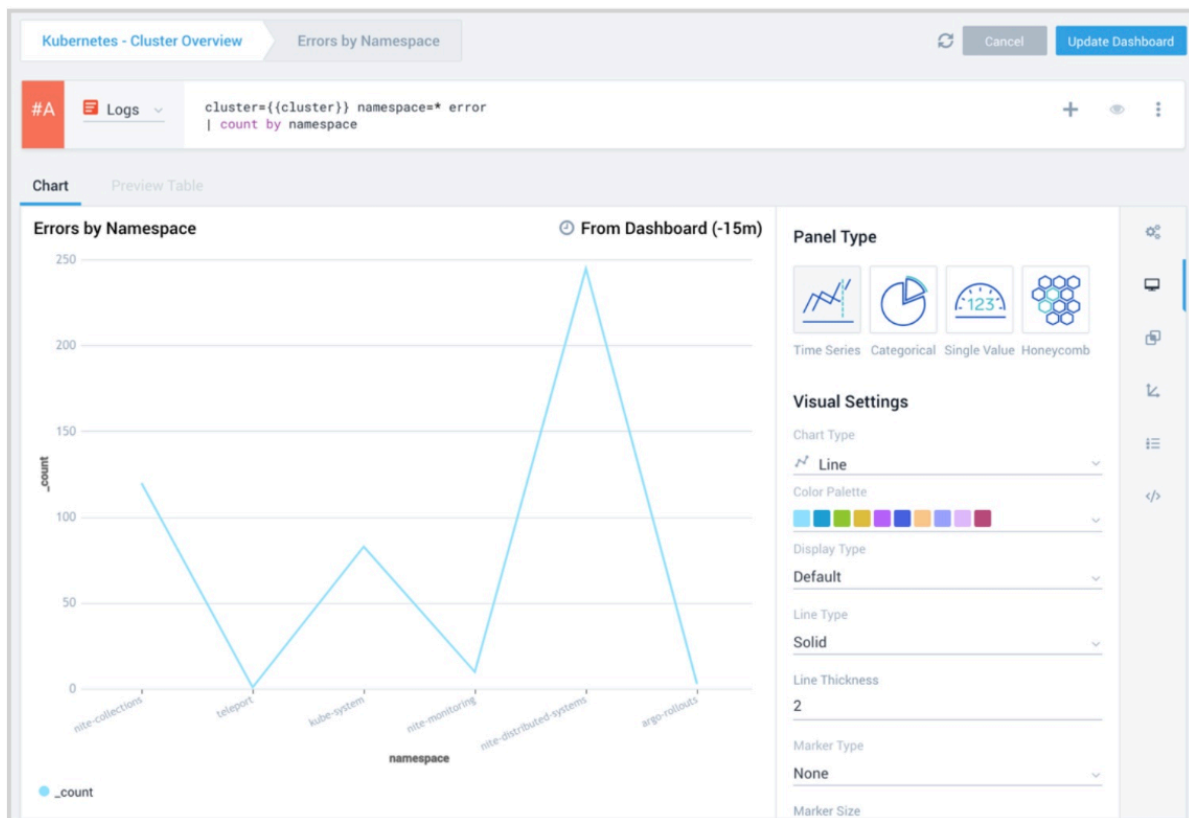 Kubernetes - Cluster Overview
Errors by Namespace
Cancel
Update Dashboard
#A
Logs
cluster={{cluster}} namespace=* error
| count by namespace
Chart
Preview Table
Errors by Namespace
From Dashboard (-15m)
250
200
150
100
50
0
_count
nite-collections
teleport
kube-system
nite-monitoring
nite-distributed-systems
argo-rollouts
namespace
_count
Panel Type
123
Time Series
Categorical
Single Value
Honeycomb
Visual Settings
Chart Type
Line
Color Palette
Display Type
Default
Line Type
Solid
Line Thickness
2
Marker Type
None
Marker Size